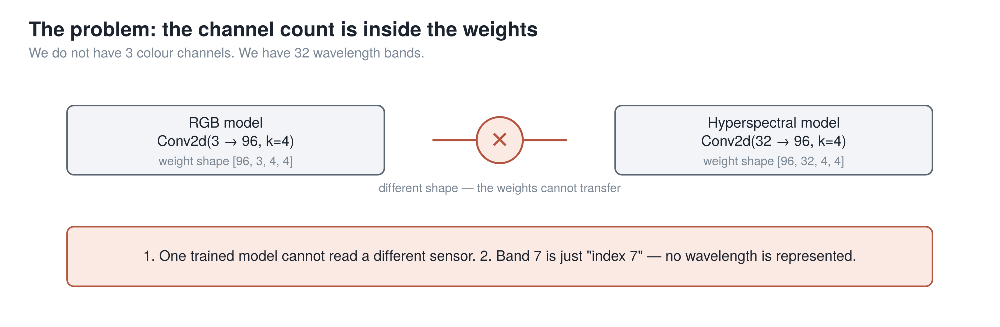 The problem: the channel count is inside the weights
We do not have 3 colour channels. We have 32 wavelength bands.
RGB model
Conv2d(3 → 96, k=4)
weight shape [96, 3, 4, 4]
✕
Hyperspectral model
Conv2d(32 → 96, k=4)
weight shape [96, 32, 4, 4]
different shape — the weights cannot transfer
1. One trained model cannot read a different sensor. 2. Band 7 is just "index 7" — no wavelength is represented.